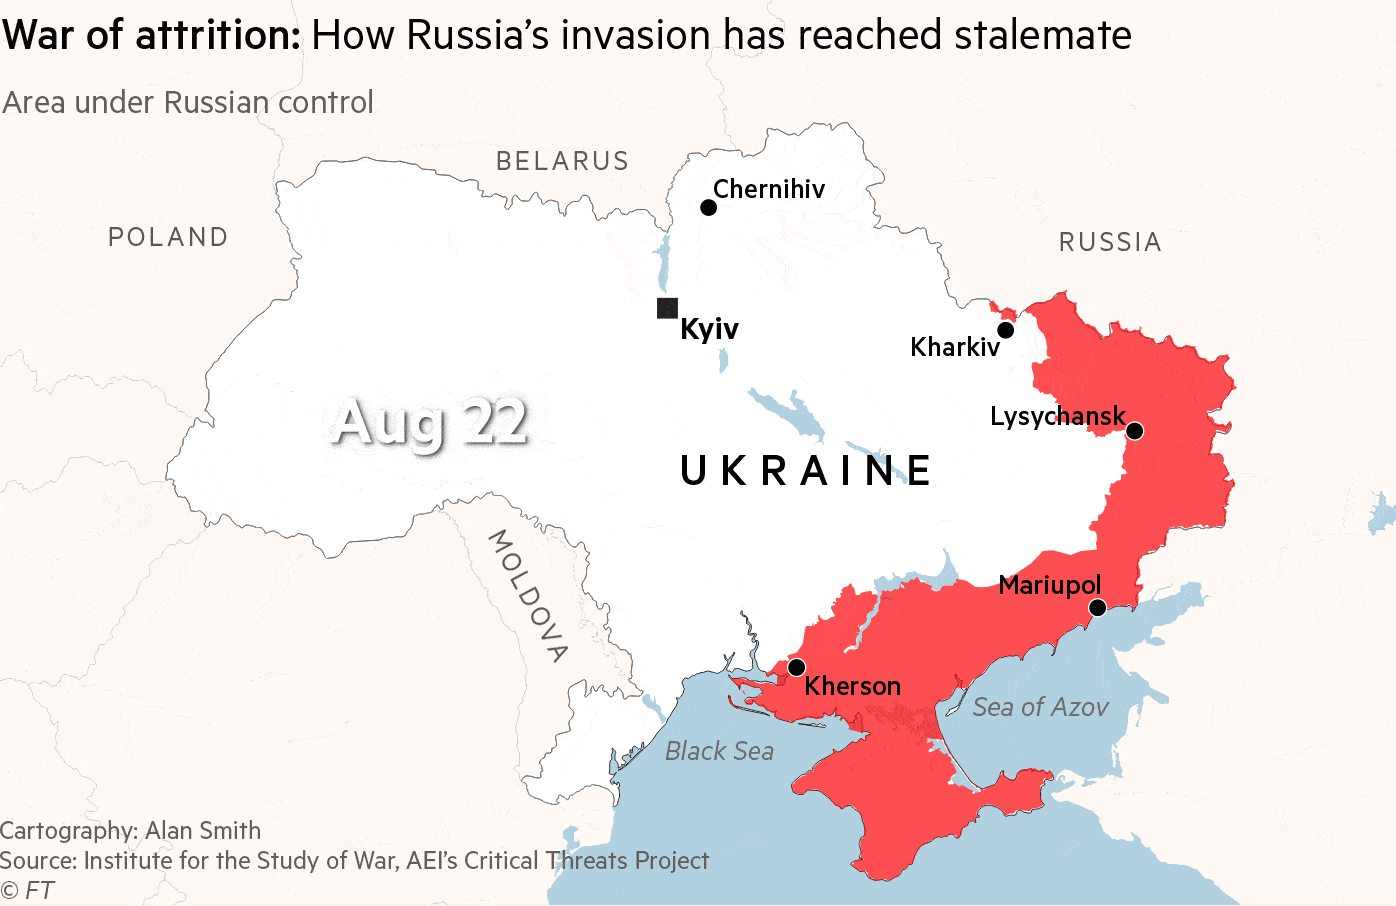 War of attrition: How Russia's invasion has reached stalemate
Area under Russian control
BELARUS
Chernihiv
POLAND
RUSSIA
Kyiv
Kharkiv
Aug 22
Lysychansk
UKRAINE
MOLDOVA
Mariupol
Kherson
Sea of Azov
Black Sea
Cartography: Alan Smith
Source: Institute for the Study of War, AEI's Critical Threats Project
© FT